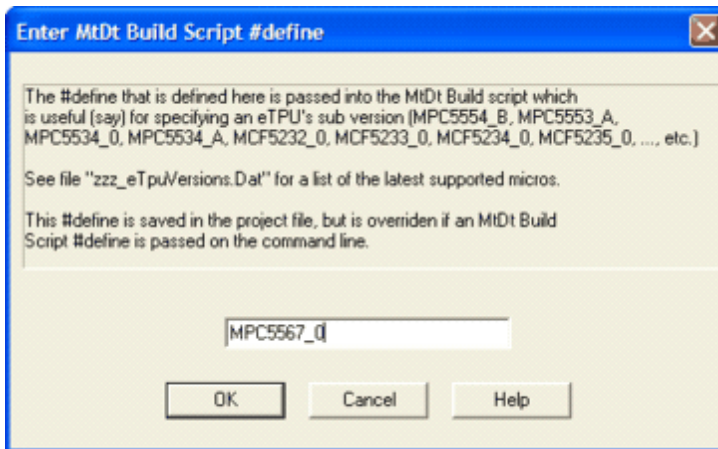 Enter MtDt Build Script #define
The #define that is defined here is passed into the MtDt Build script which
is useful (say) for specifying an eTPU's sub version (MPC5554_B, MPC5553_A,
MPC5534_0, MPC5534_A, MCF5232_0, MCF5233_0, MCF5234_0, MCF5235_0, ..., etc.)
See file "zzz_eTpuVersions.Dat" for a list of the latest supported micros.
This #define is saved in the project file, but is overriden if an MtDt Build
Script #define is passed on the command line.
MPC5567_0
OK Cancel Help